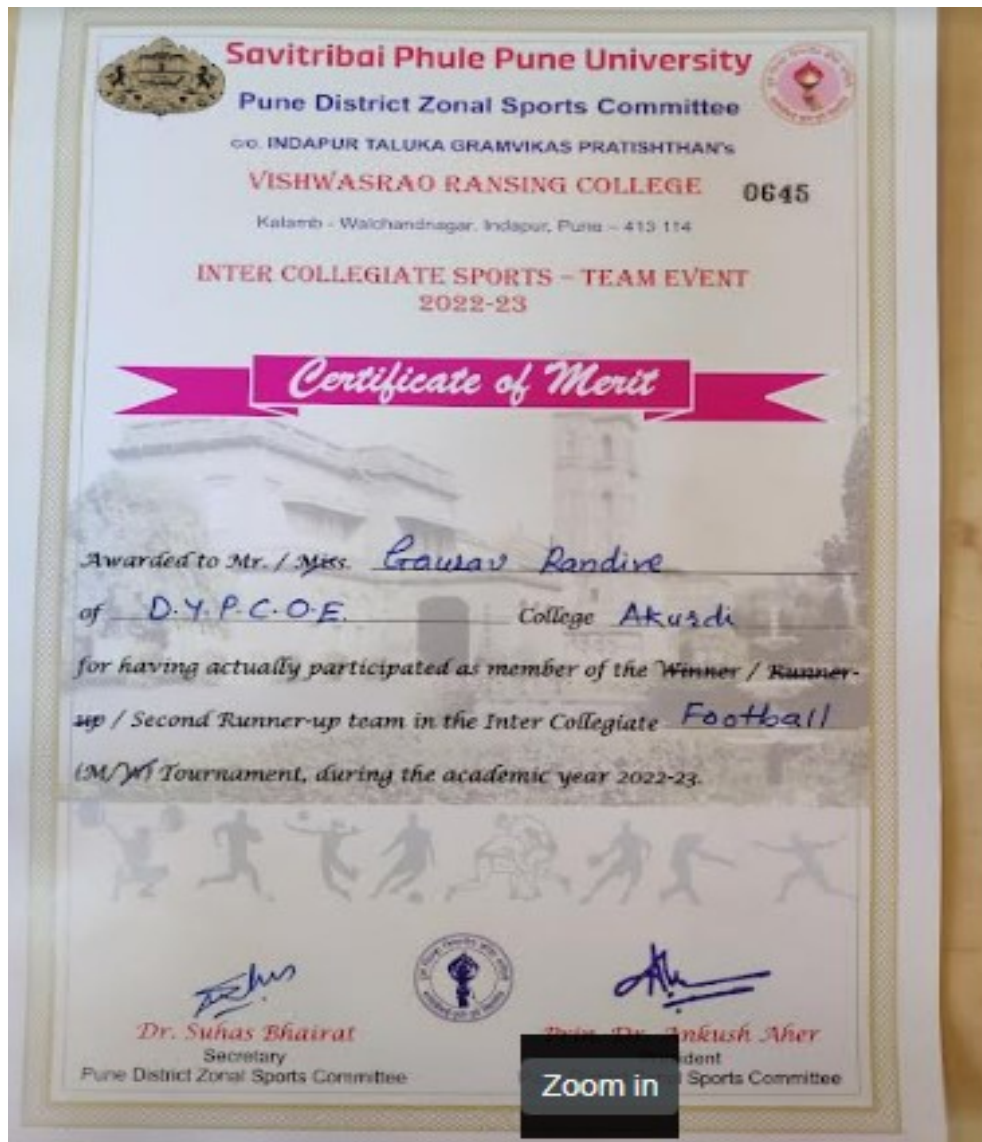 Savitribai Phule Pune University
Pune District Zonal Sports Committee
C/O. INDAPUR TALUKA GRAMVIKAS PRATISHTHAN's
VISHWASRAO RANSING COLLEGE 0645
Kalamb - Walchandnagar, Indapur, Pune – 413 114
INTER COLLEGIATE SPORTS – TEAM EVENT
2022-23
Certificate of Merit
Awarded to Mr. / Miss. Gaurav Randive
of D.Y.P.C.O.E. College Akurdi
for having actually participated as member of the Winner / Runner-
up / Second Runner-up team in the Inter Collegiate Football
(M/W) Tournament, during the academic year 2022-23.
Dr. Suhas Bhairat
Secretary
Pune District Zonal Sports Committee
Prin. Dr. Ankush Aher
Sports Committee
Zoom in